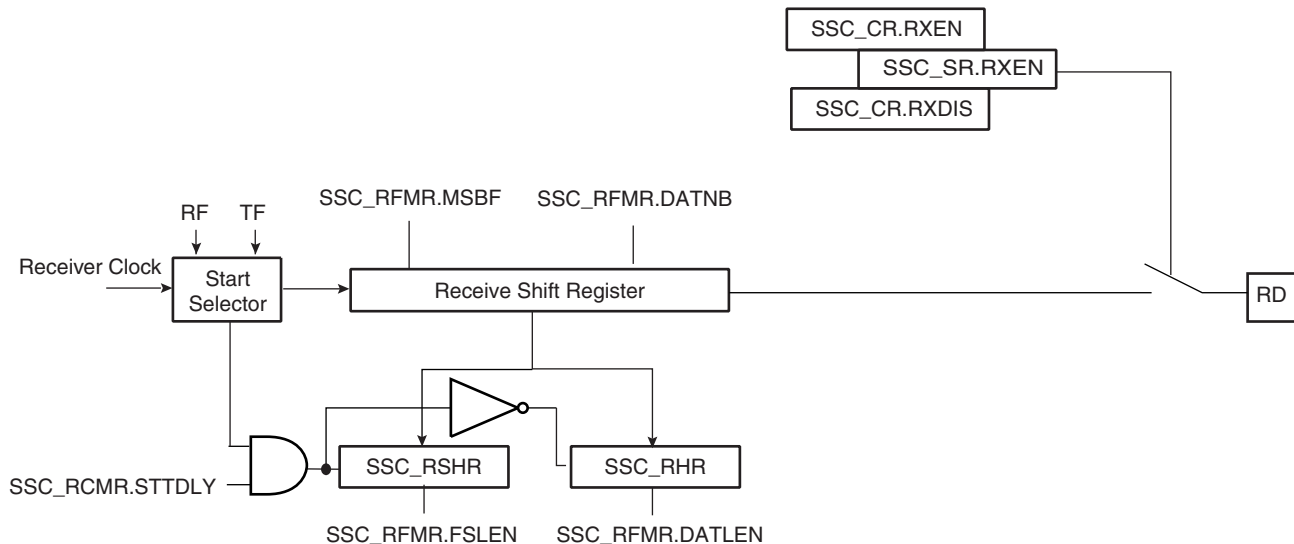 SSC_CR.RXEN
SSC_SR.RXEN
SSC_CR.RXDIS
SSC_RFMR.MSBF
SSC_RFMR.DATNB
RF
TF
Receiver Clock
Start
Selector
Receive Shift Register
RD
SSC_RSHR
SSC_RHR
SSC_RCMR.STTDLY
SSC_RFMR.FSLEN
SSC_RFMR.DATLEN